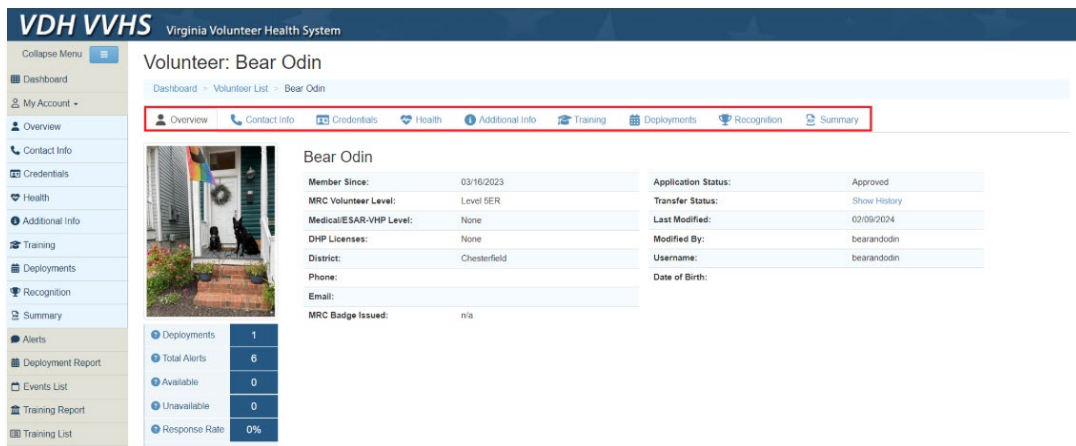 VDH VVHS Virginia Volunteer Health System
Collapse Menu
Dashboard
My Account
Overview
Contact Info
Credentials
Health
Additional Info
Training
Deployments
Recognition
Summary
Alerts
Deployment Report
Events List
Training Report
Training List
Volunteer: Bear Odin
Dashboard > Volunteer List > Bear Odin
Overview Contact Info Credentials Health Additional Info Training Deployments Recognition Summary
Bear Odin
Member Since: 03/16/2023
MRC Volunteer Level: Level 5ER
Medical/ESAR-VHP Level: None
DHP Licenses: None
District: Chesterfield
Phone:
Email:
MRC Badge Issued: n/a
Application Status: Approved
Transfer Status: Show History
Last Modified: 02/09/2024
Modified By: bearandodin
Username: bearandodin
Date of Birth:
Deployments 1
Total Alerts 6
Available 0
Unavailable 0
Response Rate 0%